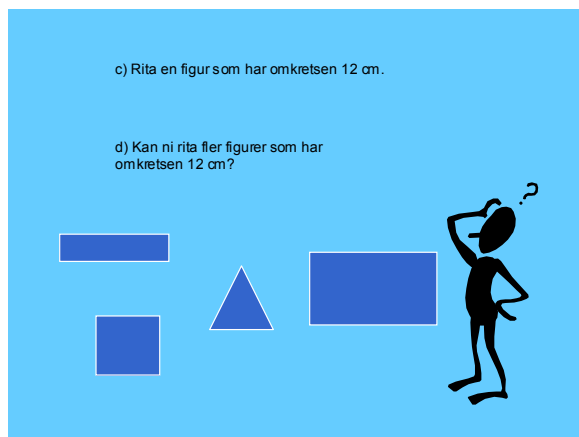 c) Rita en figur som har omkretsen 12 cm.
d) Kan ni rita fler figurer som har
omkretsen 12 cm?
?